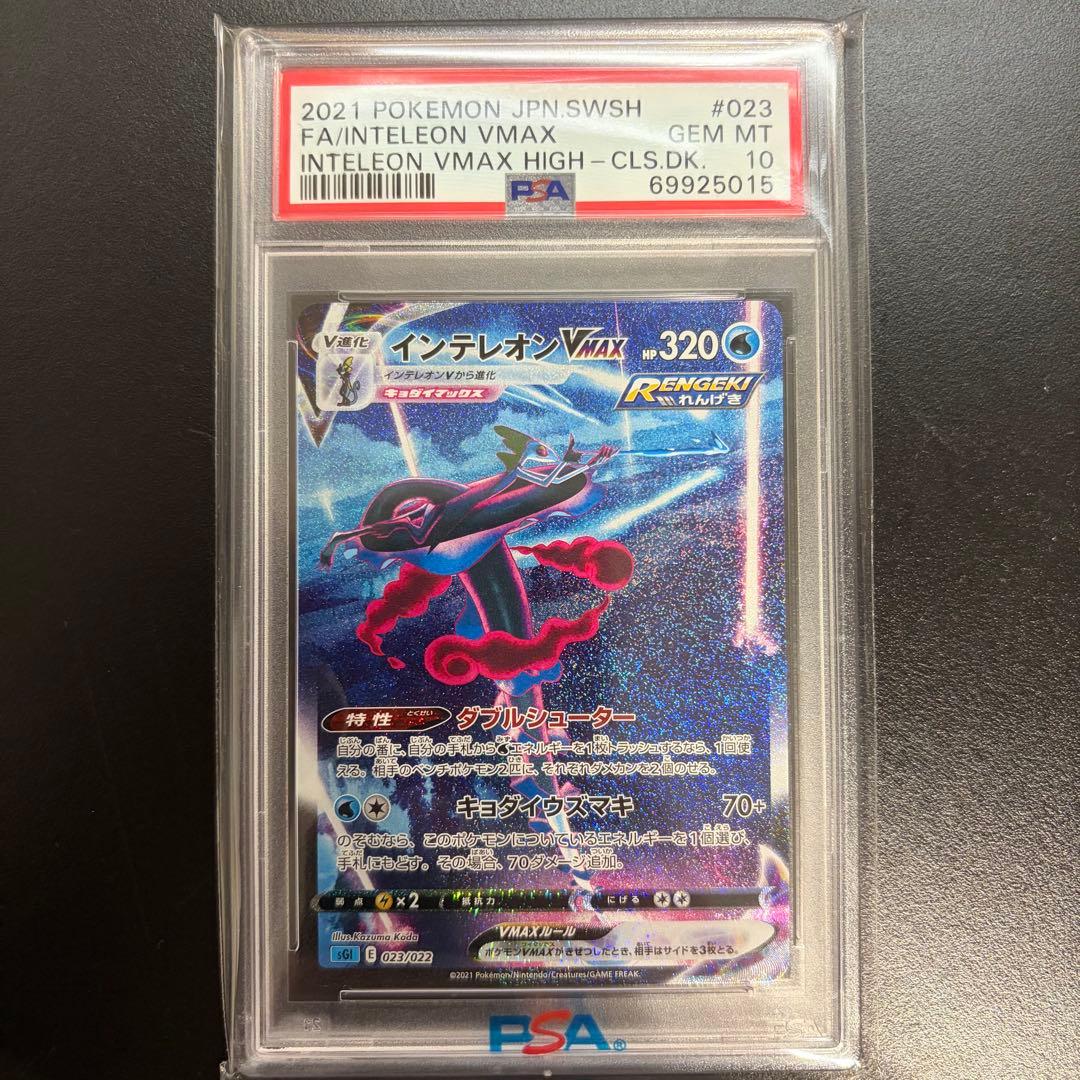 2021 POKEMON JPN.SWSH #023
FA/INTELEON VMAX GEM MT
INTELEON VMAX HIGH-CLS.DK. 10
69925015
PSA
V進化
インテレオンVMAX HP 320
インテレオンVから進化
キョダイマックス
RENGEKI
れんげき
特性 とくせい ダブルシューター
自分の番に、自分の手札からエネルギーを1枚トラッシュするなら、1回使
える。相手のベンチポケモン2匹に、それぞれダメカンを2個のせる。
キョダイウズマキ 70+
のぞむなら、このポケモンについているエネルギーを1個選び、
手札にもどす。その場合、70ダメージ追加。
弱点 ×2 抵抗力 にげる
VMAXルール
ポケモンVMAXがきぜつしたとき、相手はサイドを3枚とる。
Illus. Kazuma Koda
sGI E 023/022
©2021 Pokémon/Nintendo/Creatures/GAME FREAK.
PSA®